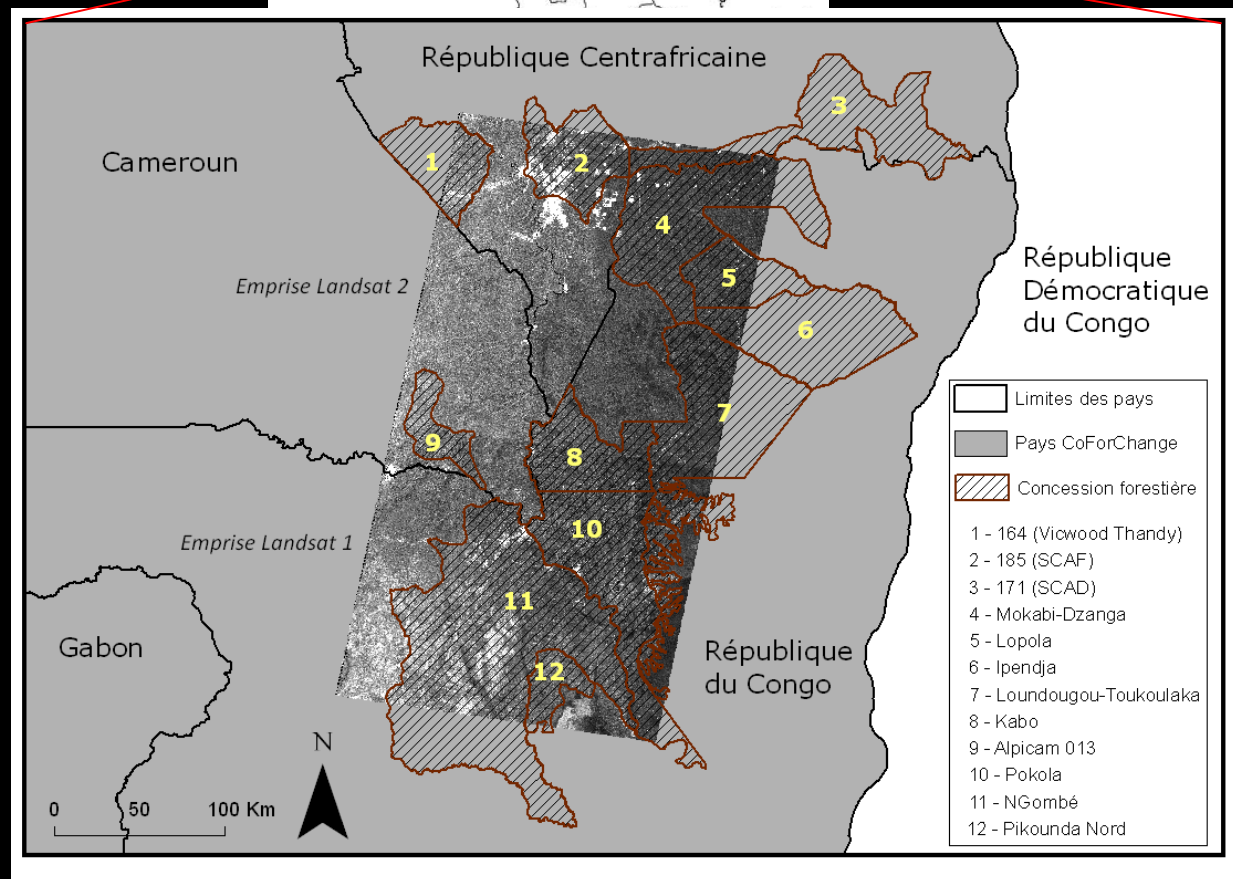 République Centrafricaine
3
Cameroun
1
2
4
République
Démocratique
du Congo
5
Emprise Landsat 2
6
7
9
8
10
Emprise Landsat 1
11
12
Gabon
République
du Congo
N
0 50 100 Km
Limites des pays
Pays CoForChange
Concession forestière
1 - 164 (Vicwood Thandy)
2 - 185 (SCAF)
3 - 171 (SCAD)
4 - Mokabi-Dzanga
5 - Lopola
6 - Ipendja
7 - Loundougou-Toukoulaka
8 - Kabo
9 - Alpicam 013
10 - Pokola
11 - NGombé
12 - Pikounda Nord